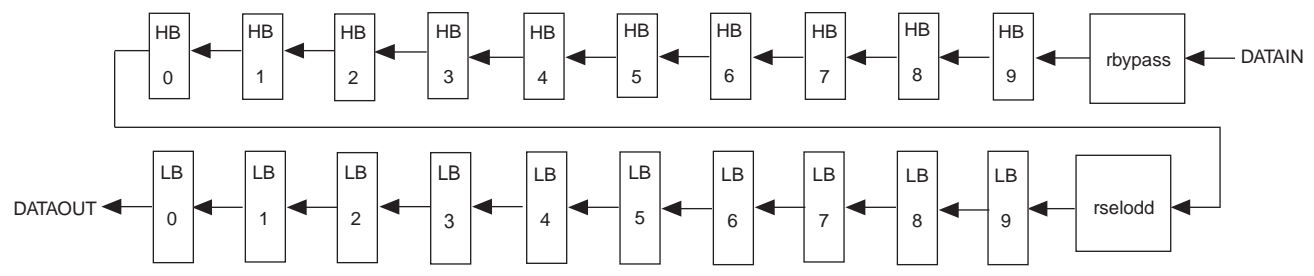 HB HB HB HB HB HB HB HB HB HB
0 1 2 3 4 5 6 7 8 9 rbypass DATAIN
LB LB LB LB LB LB LB LB LB LB
DATAOUT 0 1 2 3 4 5 6 7 8 9 rselodd